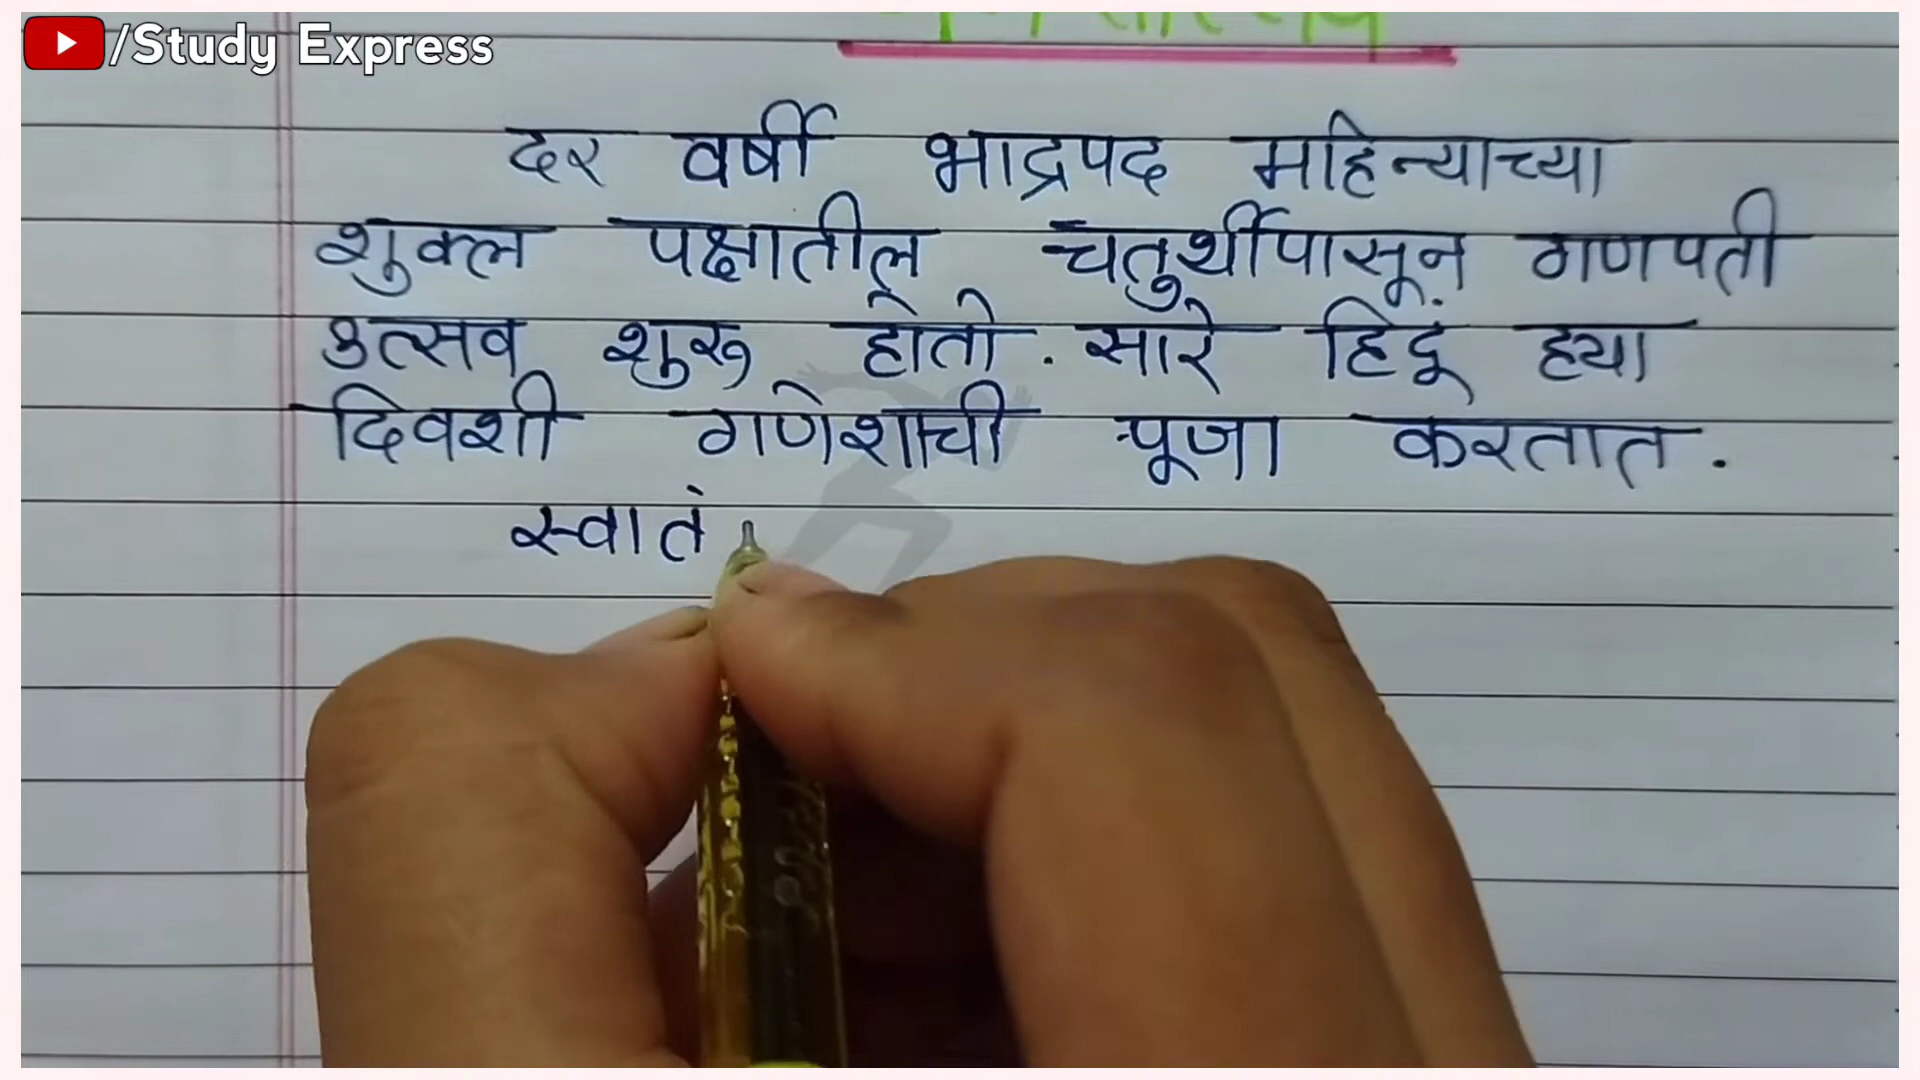 /Study Express
दर वर्षी भाद्रपद महिन्याच्या
शुक्ल पक्षातील चतुर्थीपासून गणपती
उत्सव शुरू होतो. सारे हिंदू ह्या
दिवशी गणेशाची पूजा करतात.
स्वातं